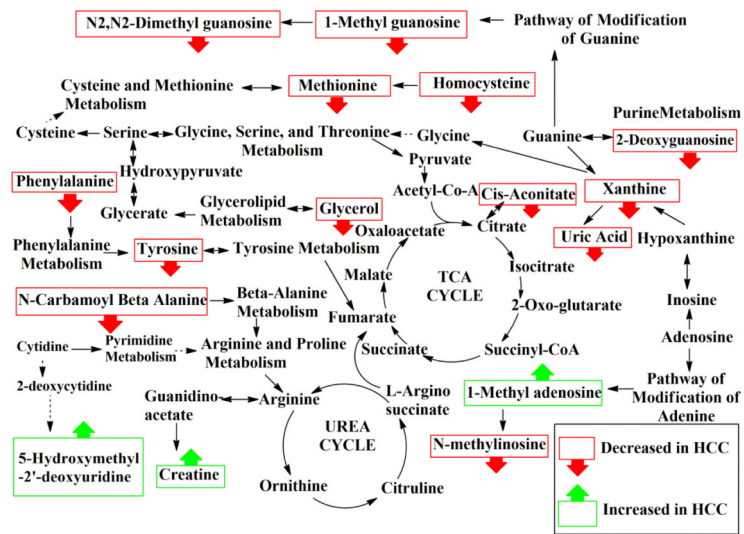 N2,N2-Dimethyl guanosine
1-Methyl guanosine
Pathway of Modification
of Guanine
Cysteine and Methionine
Metabolism
Methionine
Homocysteine
PurineMetabolism
Cysteine
Serine
Glycine, Serine, and Threonine
Metabolism
Glycine
Guanine
2-Deoxyguanosine
Pyruvate
Hydroxypyruvate
Phenylalanine
Acetyl-Co-A
Cis-Aconitate
Xanthine
Glycerate
Glycerolipid
Metabolism
Glycerol
Oxaloacetate
Citrate
Uric Acid
Hypoxanthine
Phenylalanine
Metabolism
Tyrosine
Tyrosine Metabolism
Isocitrate
Malate
TCA
CYCLE
N-Carbamoyl Beta Alanine
Beta-Alanine
Metabolism
2-Oxo-glutarate
Inosine
Fumarate
Adenosine
Cytidine
Pyrimidine
Metabolism
Arginine and Proline
Metabolism
Succinate
Succinyl-CoA
2-deoxycytidine
Guanidino-
acetate
Arginine
L-Argino
succinate
1-Methyl adenosine
Pathway of
Modification of
Adenine
UREA
CYCLE
5-Hydroxymethyl
-2'-deoxyuridine
Creatine
N-methylinosine
Decreased in HCC
Ornithine
Citruline
Increased in HCC